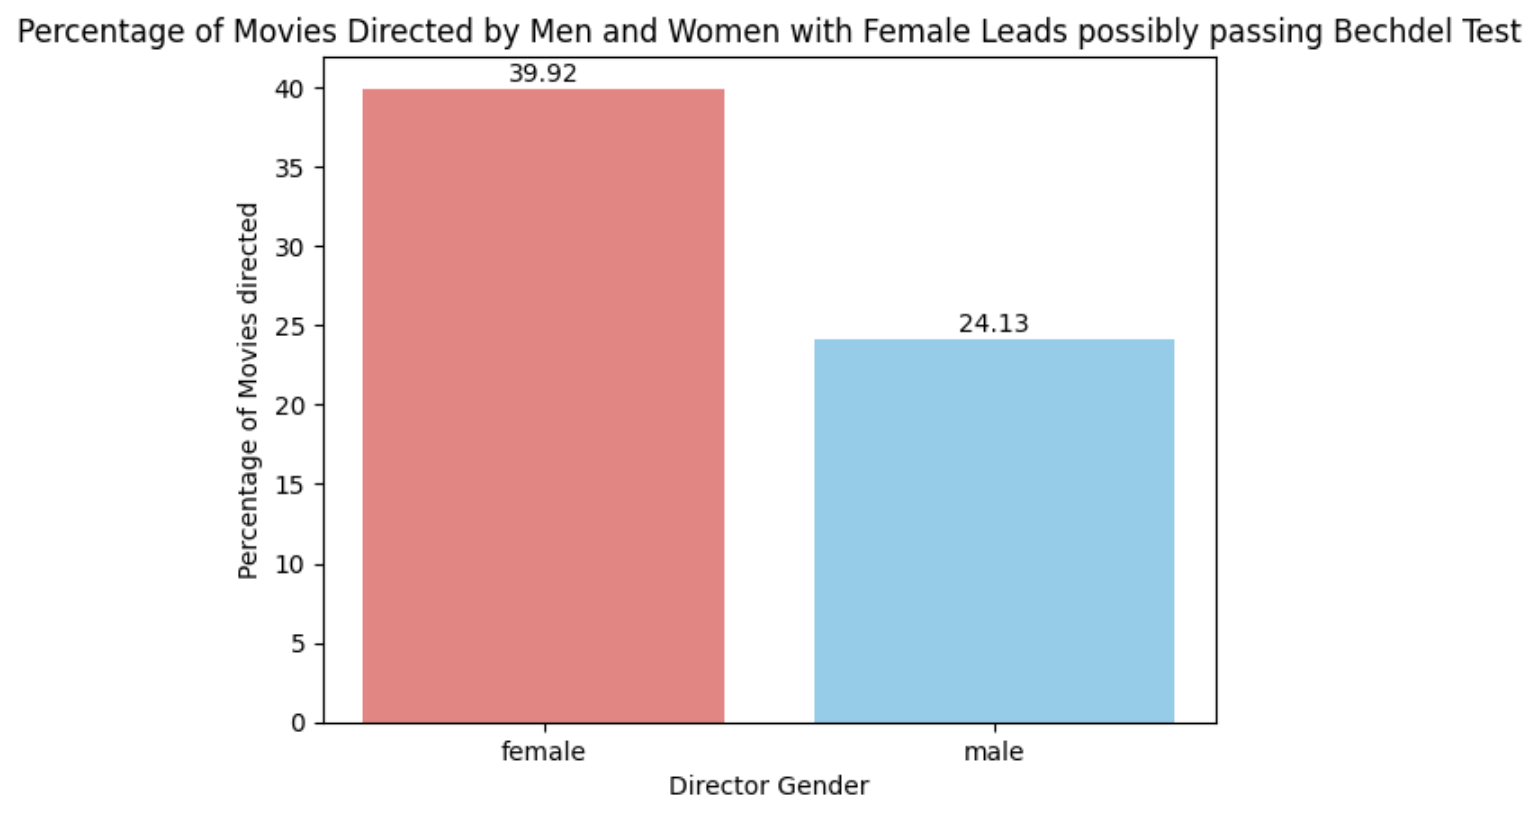 Percentage of Movies Directed by Men and Women with Female Leads possibly passing Bechdel Test
39.92
24.13
Percentage of Movies directed
40
35
30
25
20
15
10
5
0
female
male
Director Gender